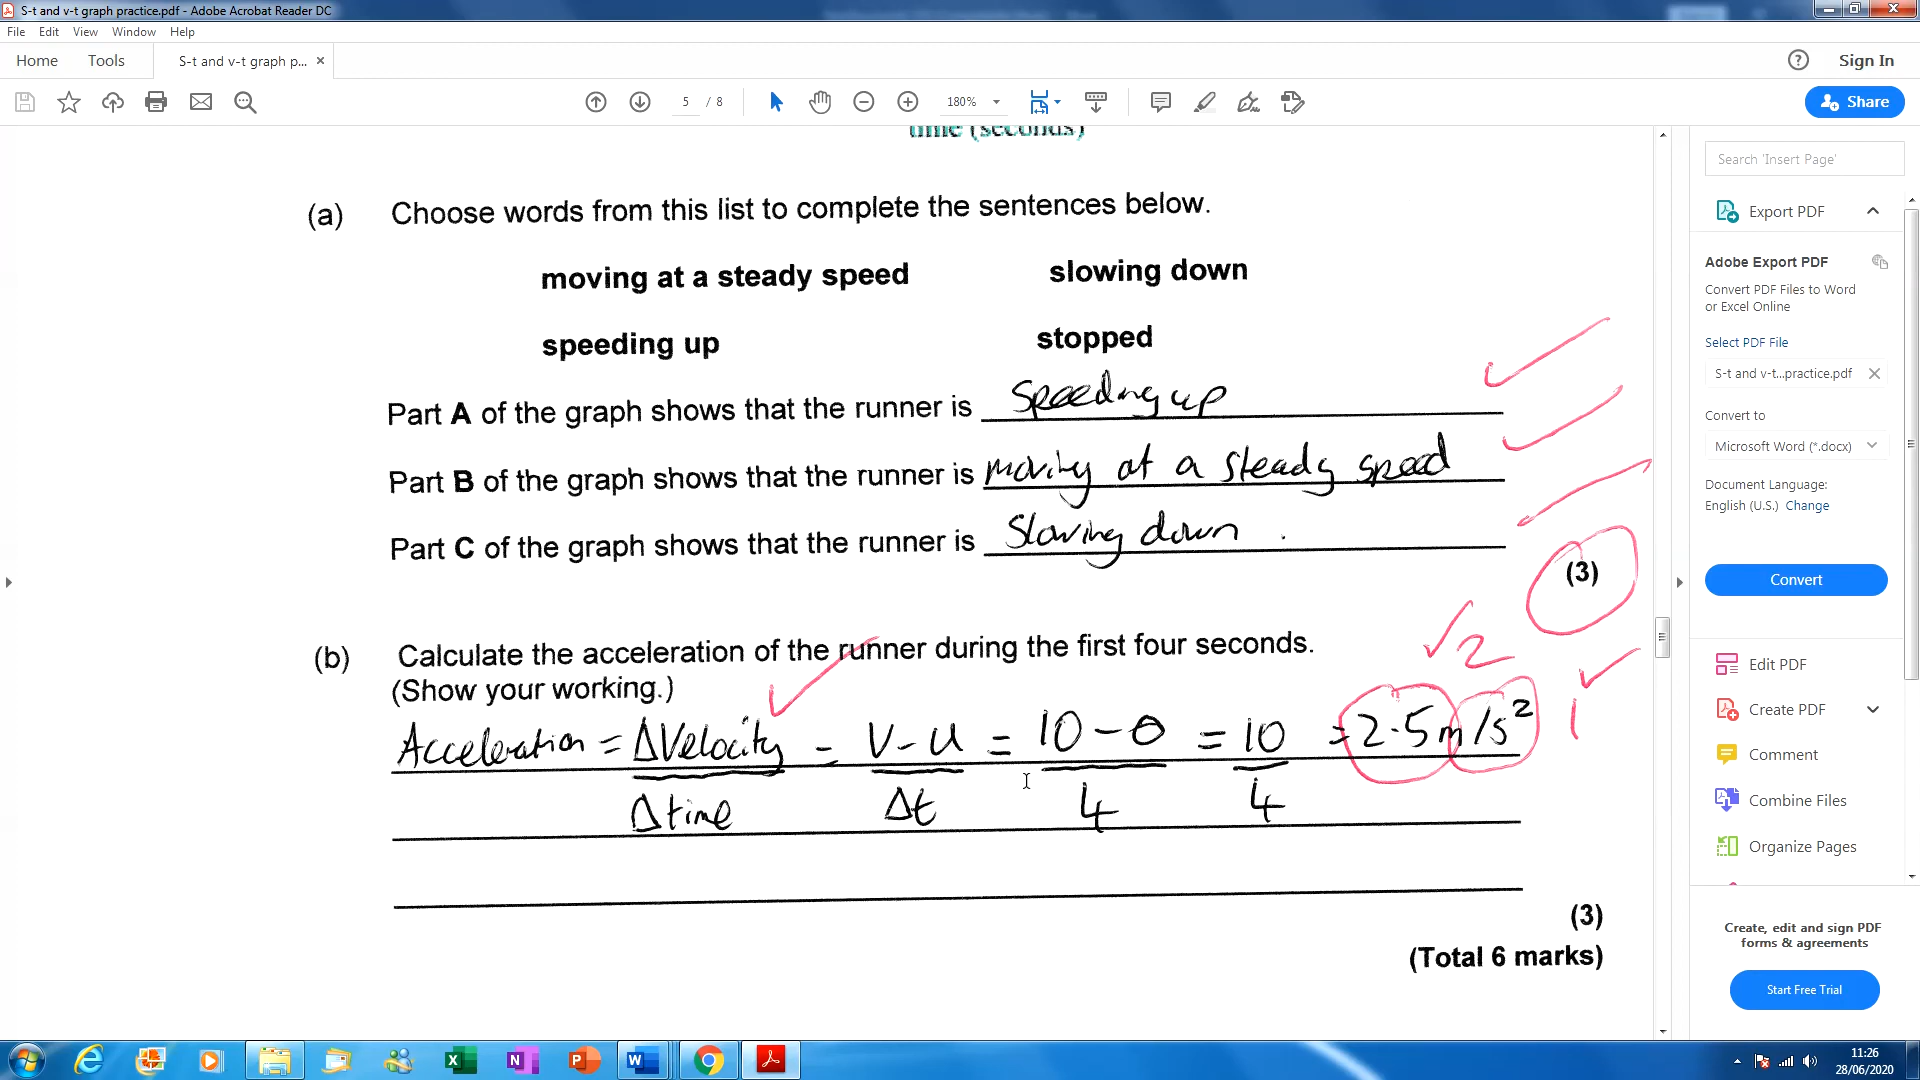 S-t and v-t graph practice.pdf - Adobe Acrobat Reader DC
File Edit View Window Help
Home Tools S-t and v-t graph p... × Sign In
5 / 8 180% Share
time (seconds)
(a) Choose words from this list to complete the sentences below.
moving at a steady speed slowing down
speeding up stopped
Part A of the graph shows that the runner is speeding up
Part B of the graph shows that the runner is moving at a steady speed
Part C of the graph shows that the runner is slowing down.
(3)
(b) Calculate the acceleration of the runner during the first four seconds.
(Show your working.)
✓2
Acceleration = ΔVelocity = V-U = 10-0 = 10 = 2.5m/s² 1
Δtime Δt 4 4
(3)
(Total 6 marks)
Search 'Insert Page'
Export PDF
Adobe Export PDF
Convert PDF Files to Word
or Excel Online
Select PDF File
S-t and v-t...practice.pdf
Convert to
Microsoft Word (*.docx)
Document Language:
English (U.S.) Change
Convert
Edit PDF
Create PDF
Comment
Combine Files
Organize Pages
Create, edit and sign PDF
forms & agreements
Start Free Trial
11:26
28/06/2020